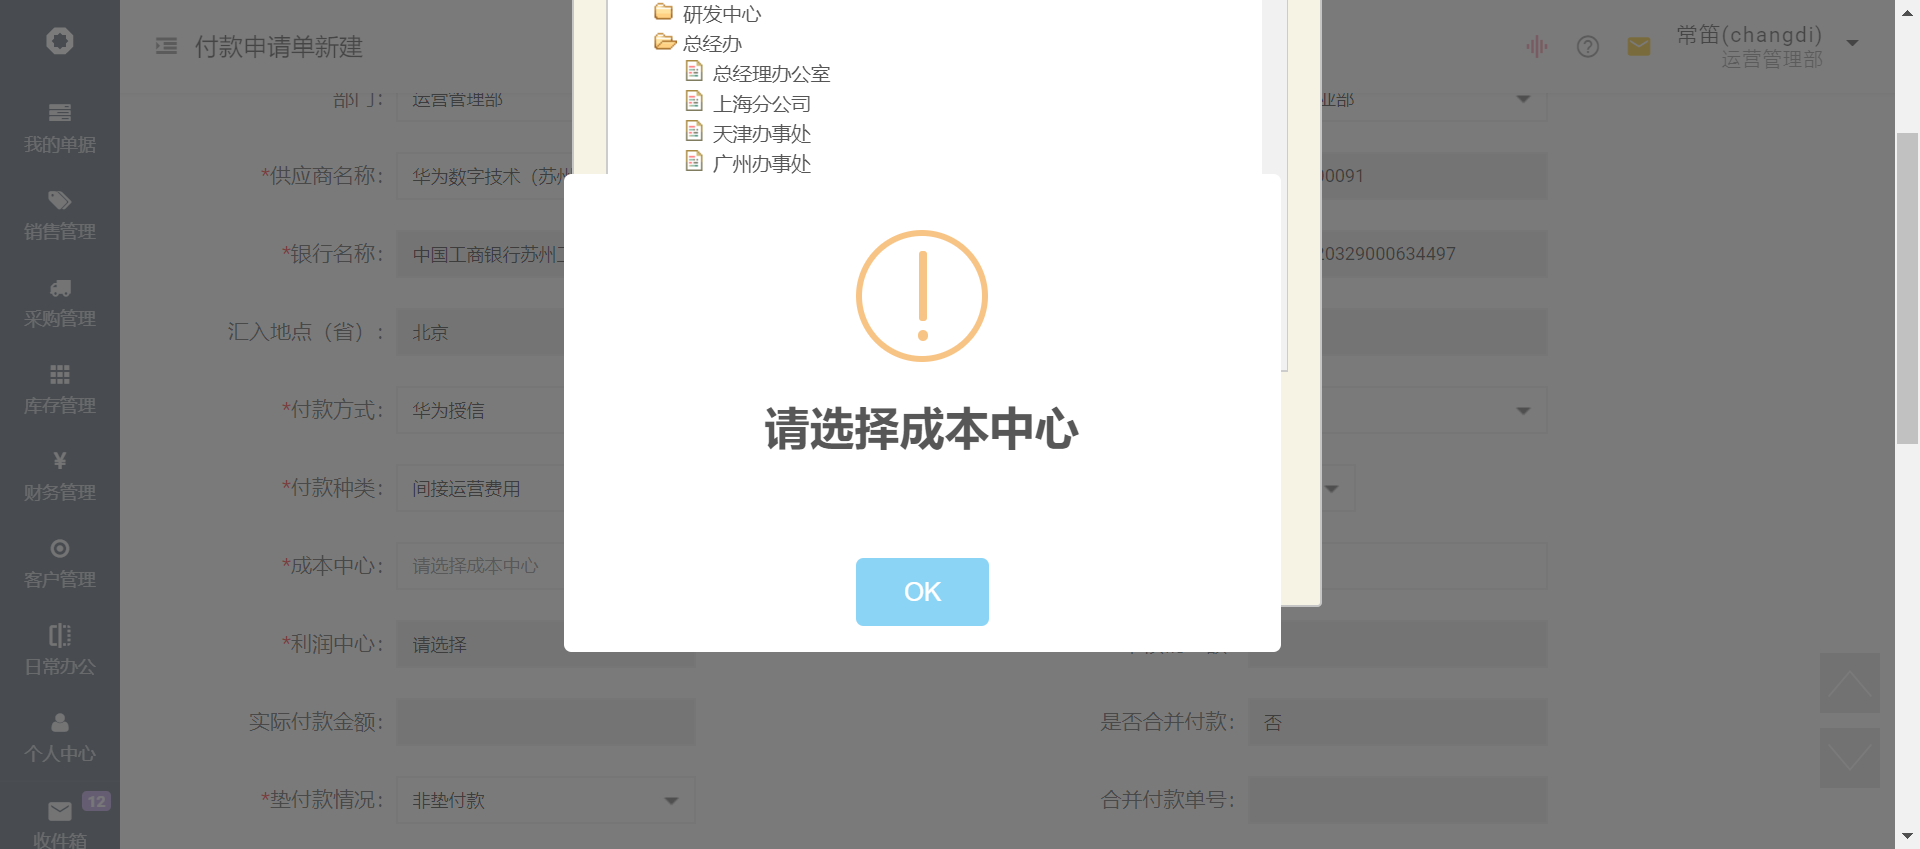 付款申请单新建
常笛(changdi)
运营管理部
我的单据
销售管理
采购管理
库存管理
¥
财务管理
客户管理
日常办公
个人中心
12
收件箱
研发中心
总经办
总经理办公室
上海分公司
天津办事处
广州办事处
部门:
运营管理部
业部
*供应商名称:
华为数字技术（苏州
0091
*银行名称:
中国工商银行苏州工
20329000634497
汇入地点（省）:
北京
*付款方式:
华为授信
*付款种类:
间接运营费用
*成本中心:
请选择成本中心
*利润中心:
请选择
实际付款金额:
是否合并付款:
否
*垫付款情况:
非垫付款
合并付款单号:
请选择成本中心
OK